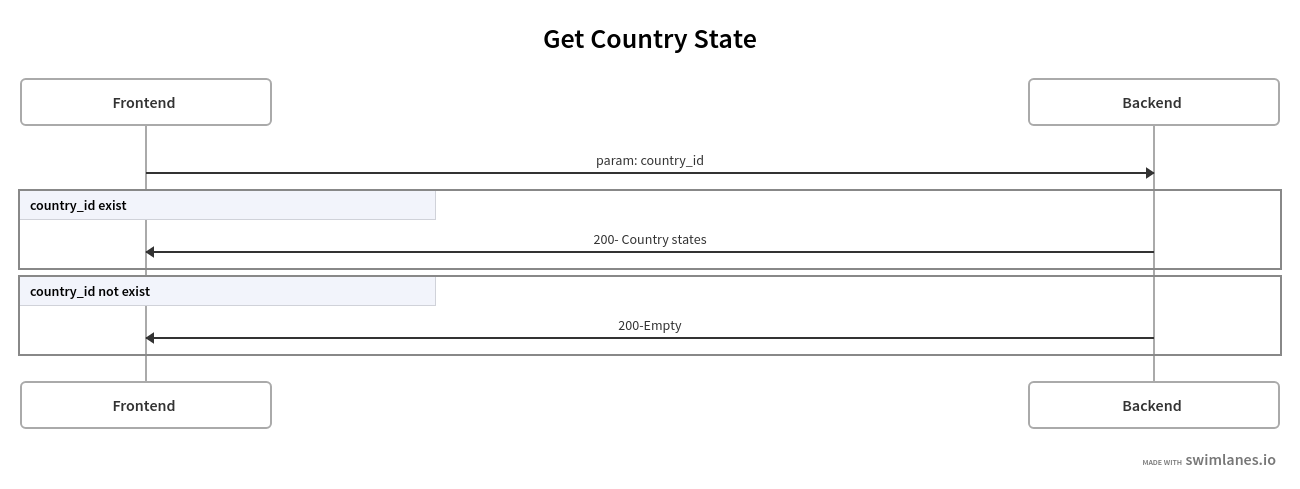 Get Country State
Frontend
Backend
param: country_id
country_id exist
200- Country states
country_id not exist
200-Empty
Frontend
Backend
MADE WITH swimlanes.io